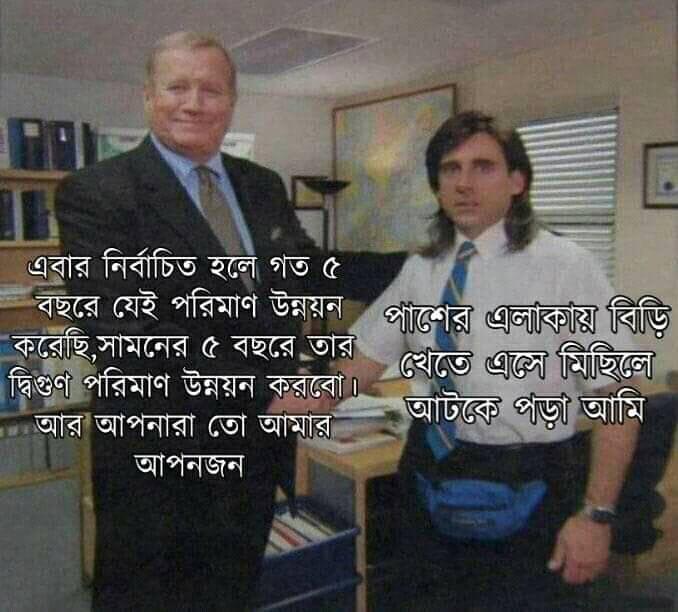 এবার নির্বাচিত হলে গত ৫
বছরে যেই পরিমাণ উন্নয়ন
করেছি,সামনের ৫ বছরে তার
দ্বিগুণ পরিমাণ উন্নয়ন করবো।
আর আপনারা তো আমার
আপনজন
পাশের এলাকায় বিড়ি
খেতে এসে মিছিলে
আটকে পড়া আমি